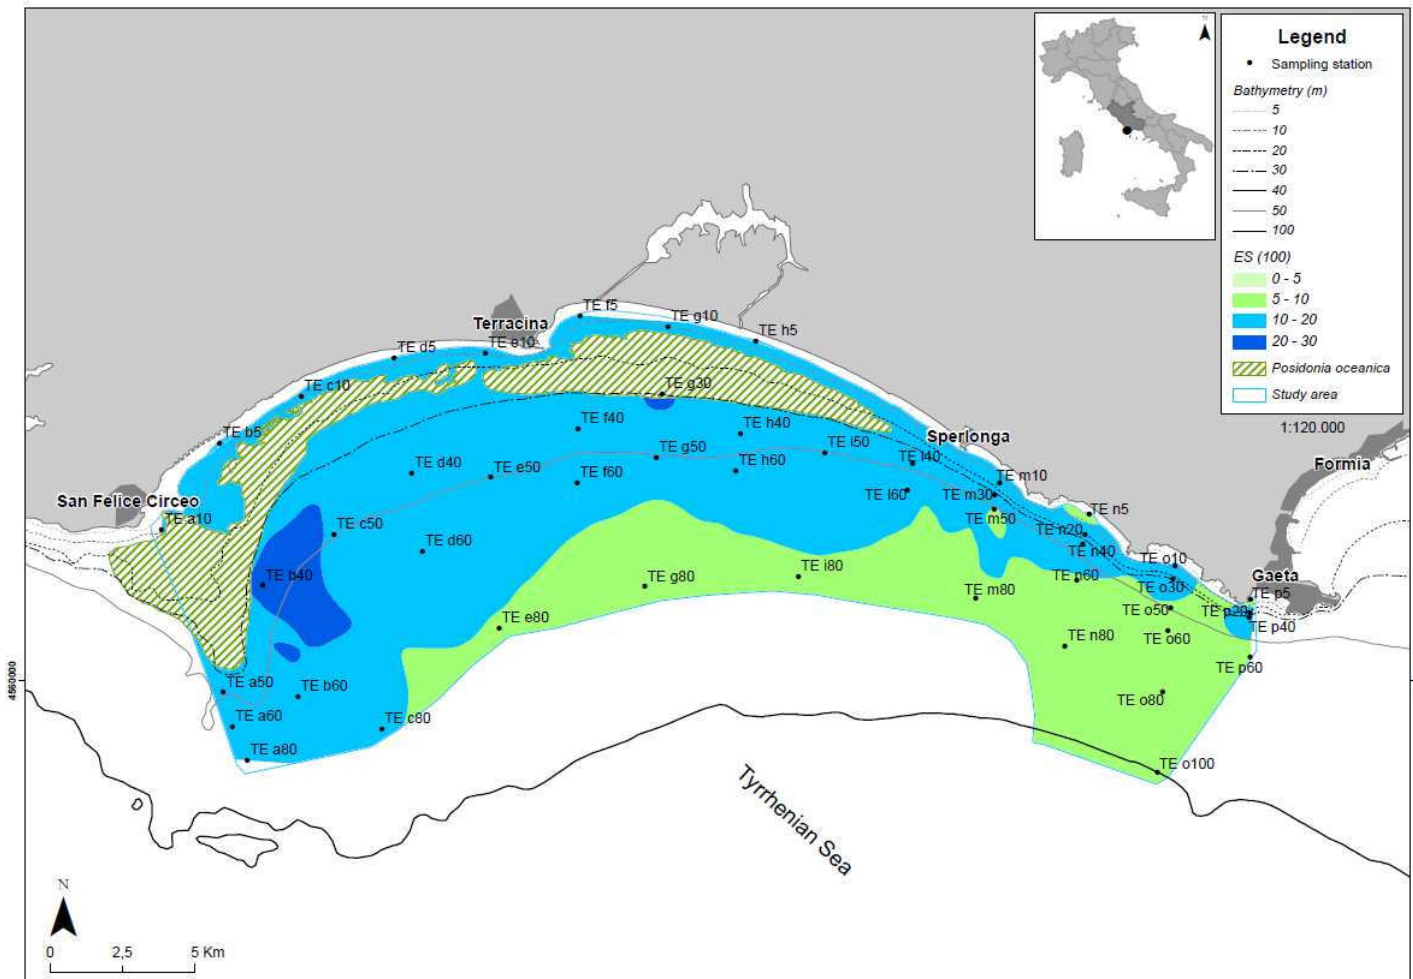 N
Legend
Sampling station
Bathymetry (m)
5
10
20
30
40
50
100
ES (100)
0 - 5
5 - 10
10 - 20
20 - 30
Posidonia oceanica
Study area
1:120.000
Terracina
Sperlonga
Formia
San Felice Circeo
Gaeta
TE f5
TE g10
TE h5
TE d5
TE e10
TE c10
TE g30
TE b5
TE f40
TE h40
TE i50
TE i40
TE d40
TE e50
TE g50
TE f60
TE h60
TE l60
TE m10
TE m30
TE m50
TE n5
TE a10
TE c50
TE n20
TE n40
TE d60
TE o10
TE b40
TE g80
TE i80
TE m80
TE n60
TE o30
TE p5
TE o50
TE p20
TE p40
TE e80
TE o60
TE n80
TE p60
TE a50
TE b60
TE o80
TE a60
TE c80
TE a80
TE o100
4560000
Tyrrhenian Sea
N
0 2,5 5 Km